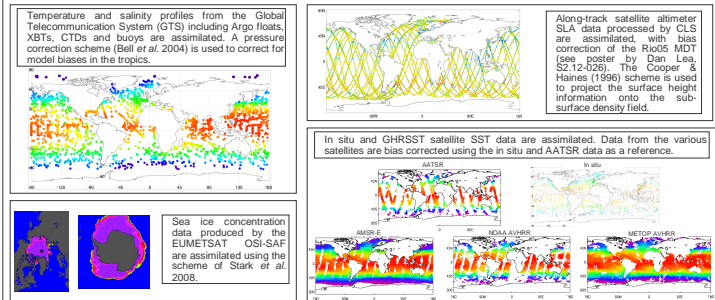 Temperature and salinity profiles from the Global
Telecommunication System (GTS) including Argo floats,
XBTs, CTDs and buoys are assimilated. A pressure
correction scheme (Bell et al. 2004) is used to correct for
model biases in the tropics.
Along-track satellite altimeter
SLA data processed by CLS
are assimilated, with bias
correction of the Rio05 MDT
(see poster by Dan Lea,
S2.12-026). The Cooper &
Haines (1996) scheme is used
to project the surface height
information onto the sub-
surface density field.
In situ and GHRSST satellite SST data are assimilated. Data from the various
satellites are bias corrected using the in situ and AATSR data as a reference.
AATSR
In situ
AMSR-E
NOAA AVHRR
METOP AVHRR
Sea ice concentration
data produced by the
EUMETSAT OSI-SAF
are assimilated using the
scheme of Stark et al.
2008.